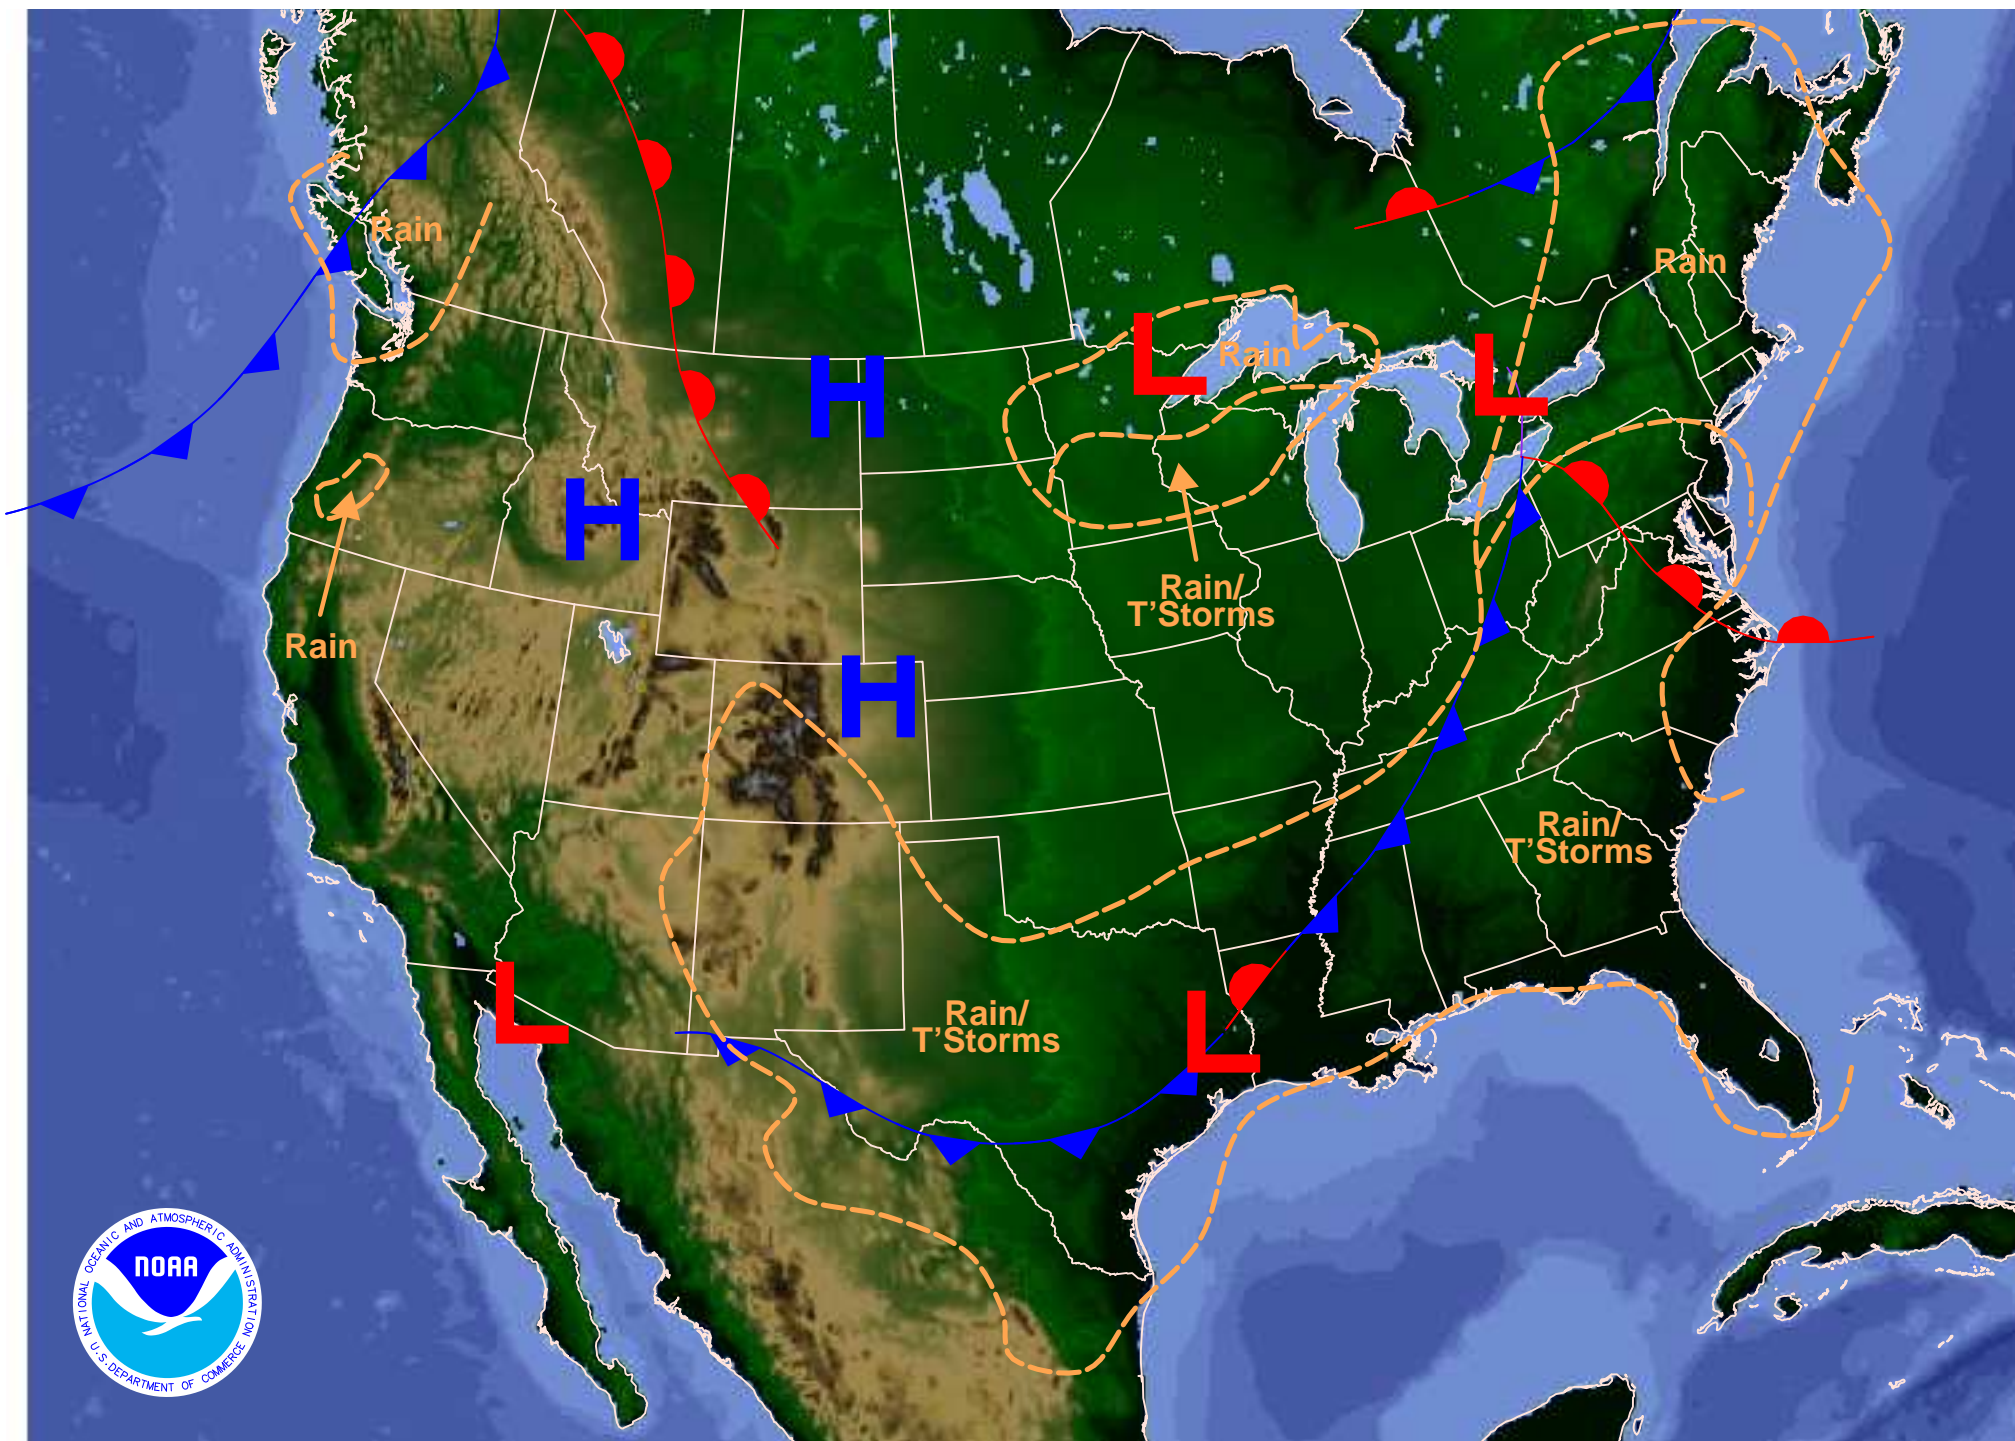 Rain
Rain
L
L
Rain
H
H
Rain/
T’Storms
Rain
H
Rain/
T’Storms
L
L
Rain/
T’Storms
NATIONAL OCEANIC AND ATMOSPHERIC ADMINISTRATION
NOAA
U.S. DEPARTMENT OF COMMERCE